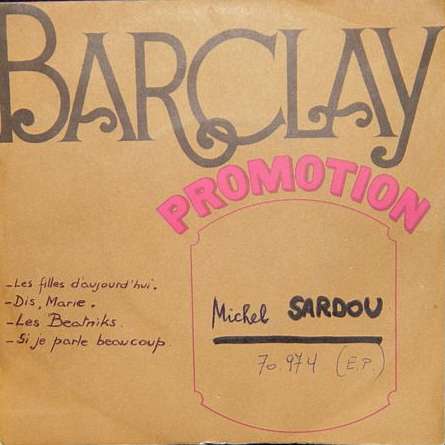 BARCLAY
PROMOTION
- Les filles d'aujourd'hui.
- Dis, Marie.
- Les Beatniks.
- Si je parle beaucoup.
Michel SARDOU
70 974 (E.P.)